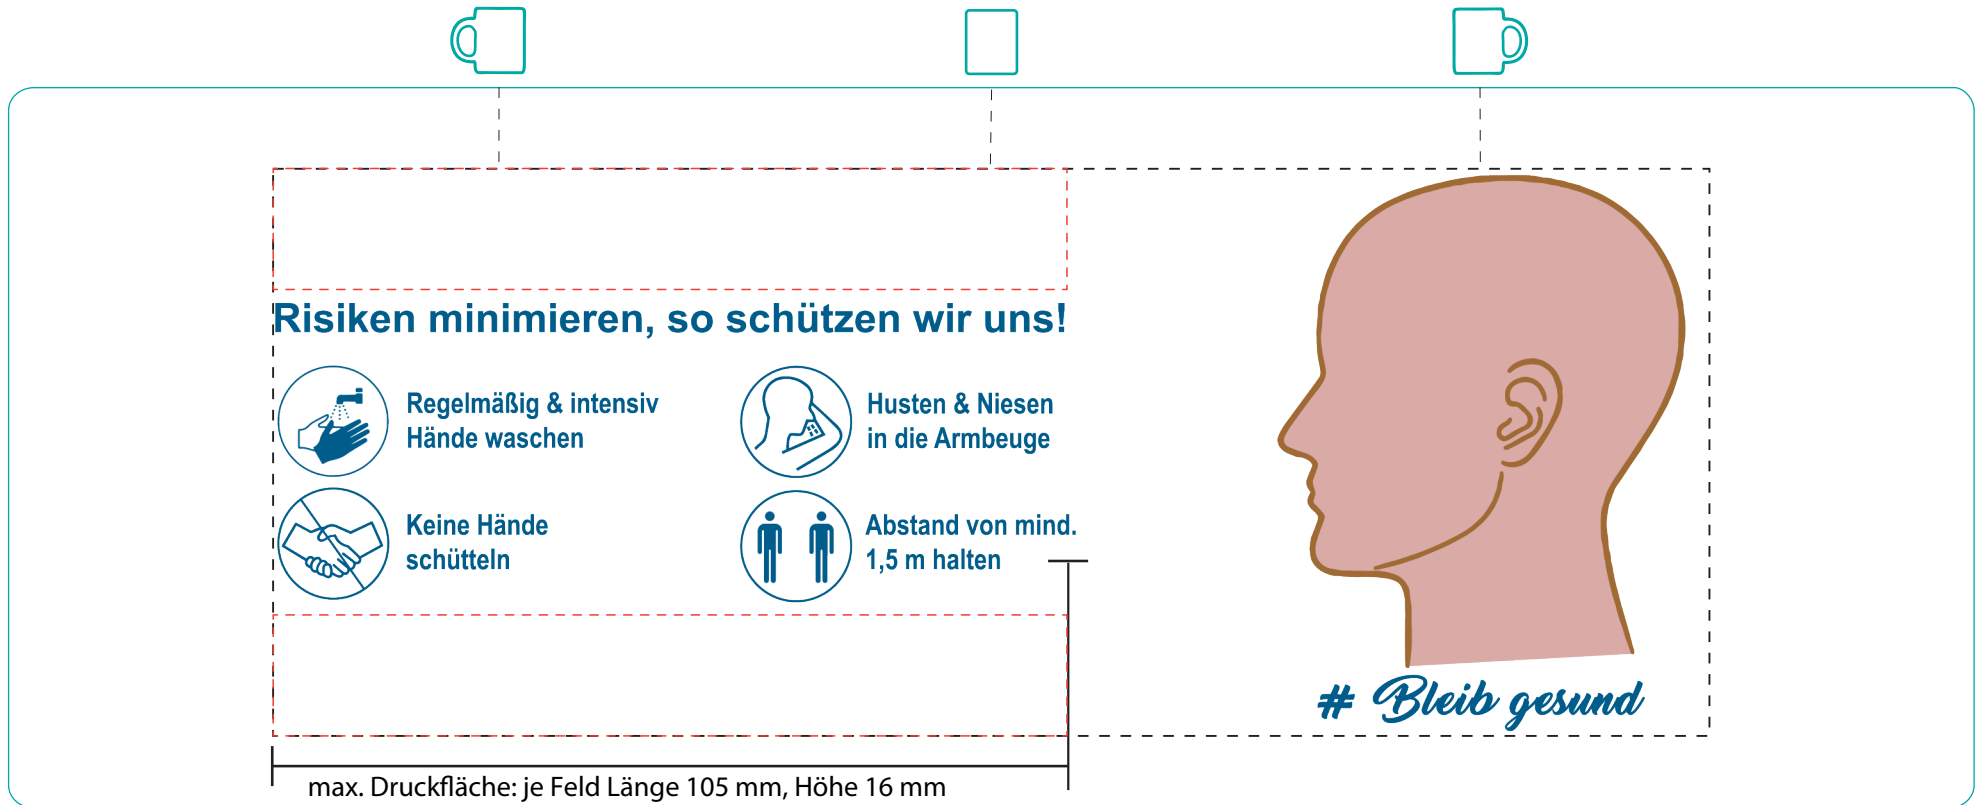 Risiken minimieren, so schützen wir uns!
Regelmäßig & intensiv
Hände waschen
Husten & Niesen
in die Armbeuge
Keine Hände
schütteln
Abstand von mind.
1,5 m halten
# Bleib gesund
max. Druckfläche: je Feld Länge 105 mm, Höhe 16 mm